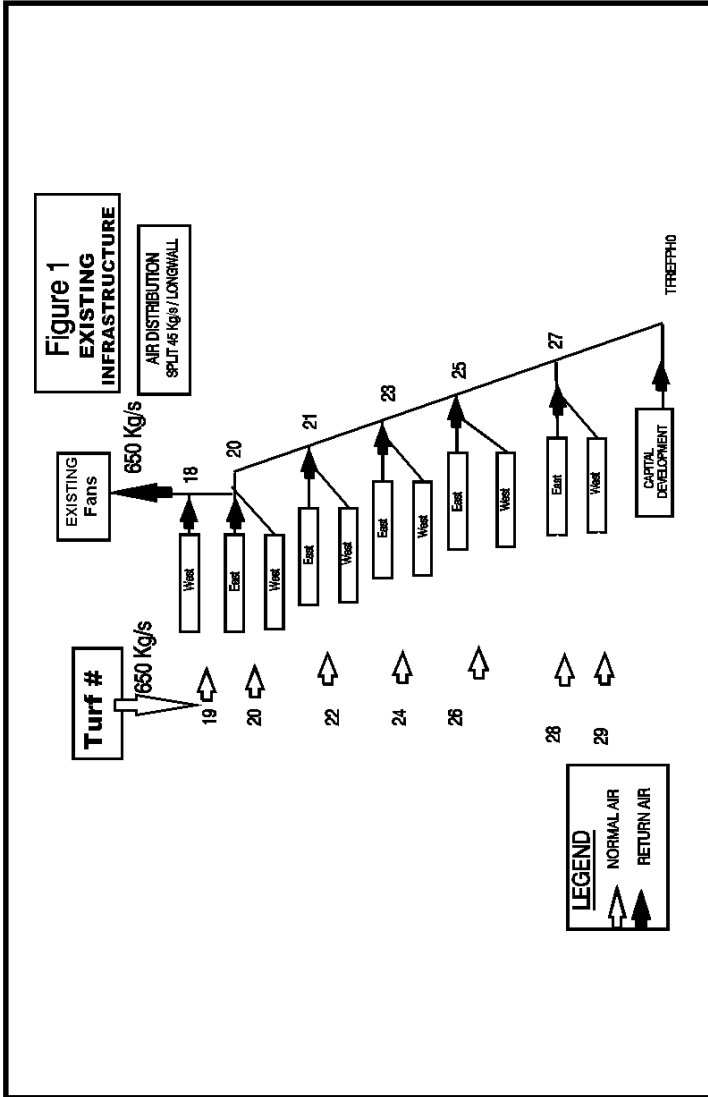 Figure 1
EXISTING
INFRASTRUCTURE
AIR DISTRIBUTION
SPLIT 45 Kg/s / LONGWALL
EXISTING
Fans
650 Kg/s
Turf #
650 Kg/s
18
20
21
23
25
27
West
East
West
East
West
East
West
East
West
East
West
CAPITAL
DEVELOPMENT
19
20
22
24
26
28
29
LEGEND
NORMAL AIR
RETURN AIR